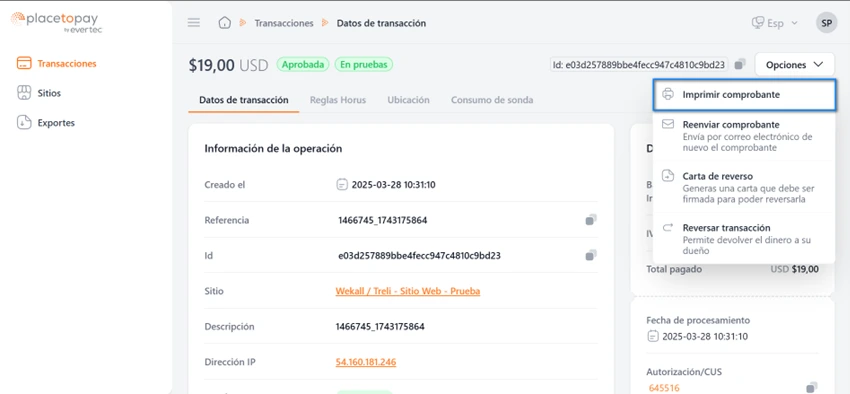 placetopay
by evertec
Transacciones
Sitios
Exportes
Transacciones
Datos de transacción
Esp
SP
$19,00 USD
Aprobada
En pruebas
Id: e03d257889bbe4fecc947c4810c9bd23
Opciones
Datos de transacción
Reglas Horus
Ubicación
Consumo de sonda
Imprimir comprobante
Reenviar comprobante
Envía por correo electrónico de
nuevo el comprobante
Carta de reverso
Generas una carta que debe ser
firmada para poder reversarla
Reversar transacción
Permite devolver el dinero a su
dueño
Información de la operación
Creado el
2025-03-28 10:31:10
Referencia
1466745_1743175864
Id
e03d257889bbe4fecc947c4810c9bd23
Sitio
Wekall / Treli - Sitio Web - Prueba
Descripción
1466745_1743175864
Dirección IP
54.160.181.246
Total pagado
USD $19,00
Fecha de procesamiento
2025-03-28 10:31:10
Autorización/CUS
645516